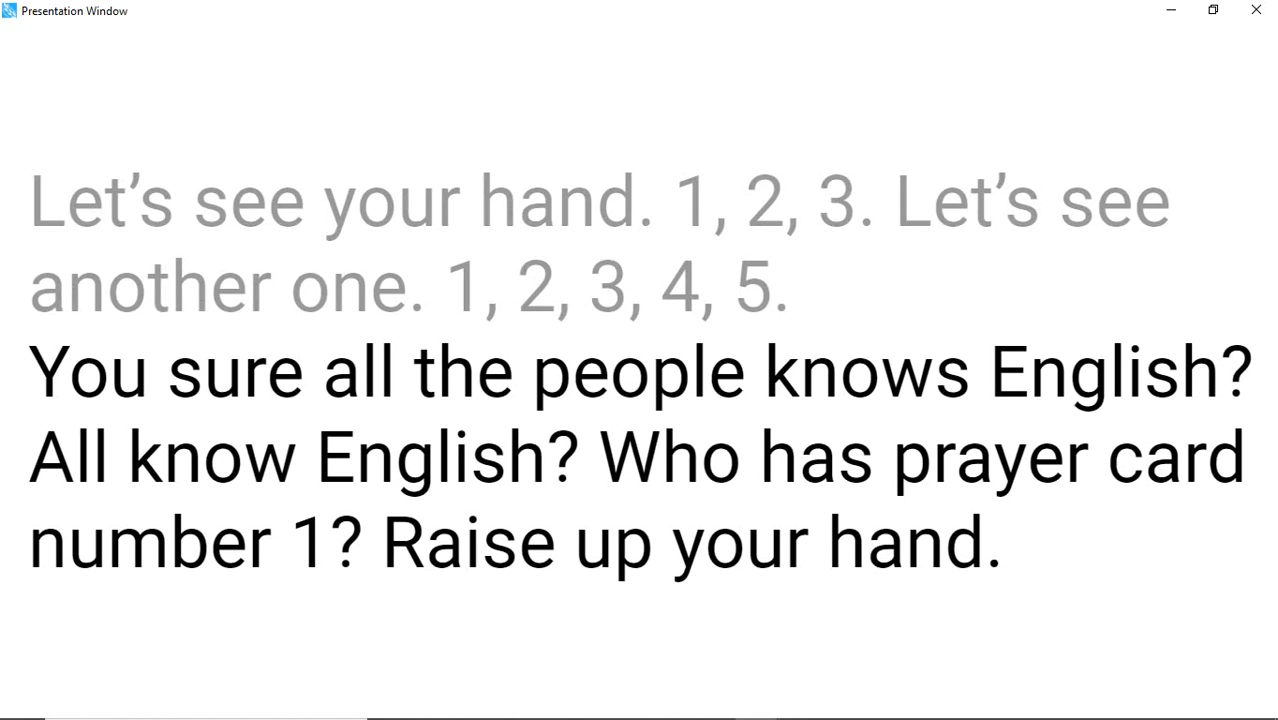 Presentation Window
Let’s see your hand. 1, 2, 3. Let’s see
another one. 1, 2, 3, 4, 5.
You sure all the people knows English?
All know English? Who has prayer card
number 1? Raise up your hand.